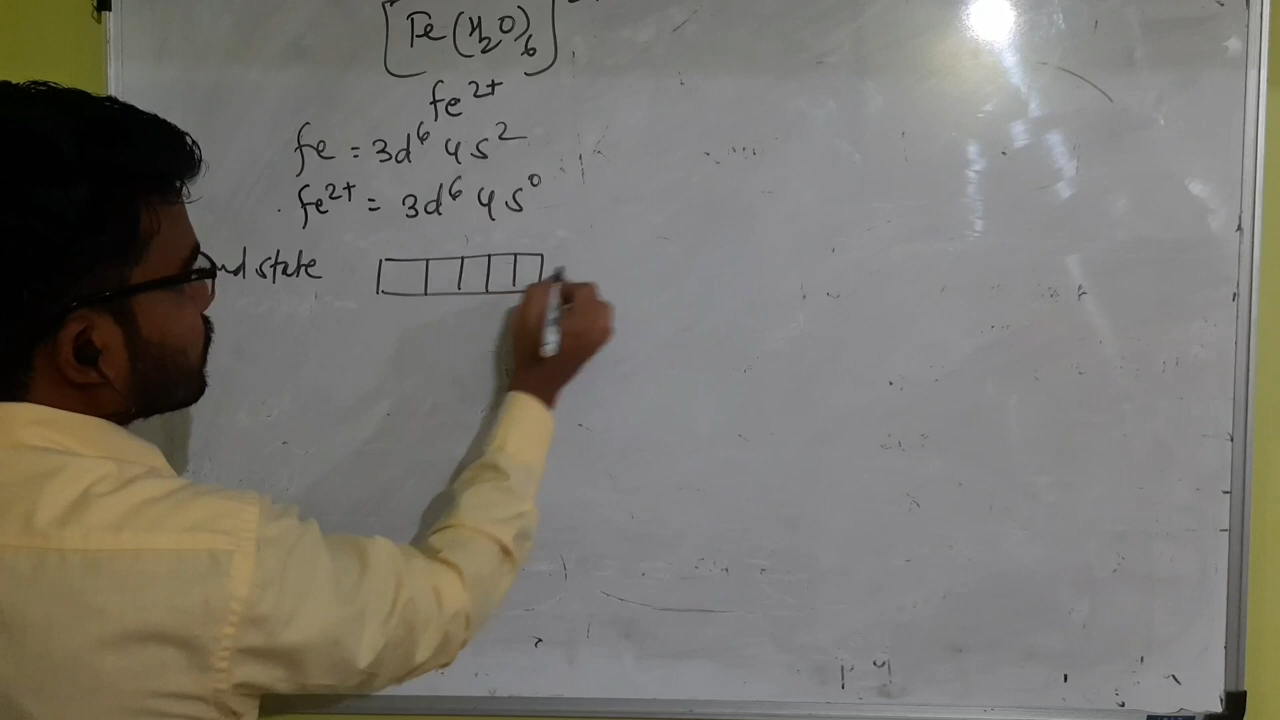 [Fe(H₂O)₆]
fe²⁺
fe = 3d⁶ 4s²
fe²⁺ = 3d⁶ 4s⁰
state